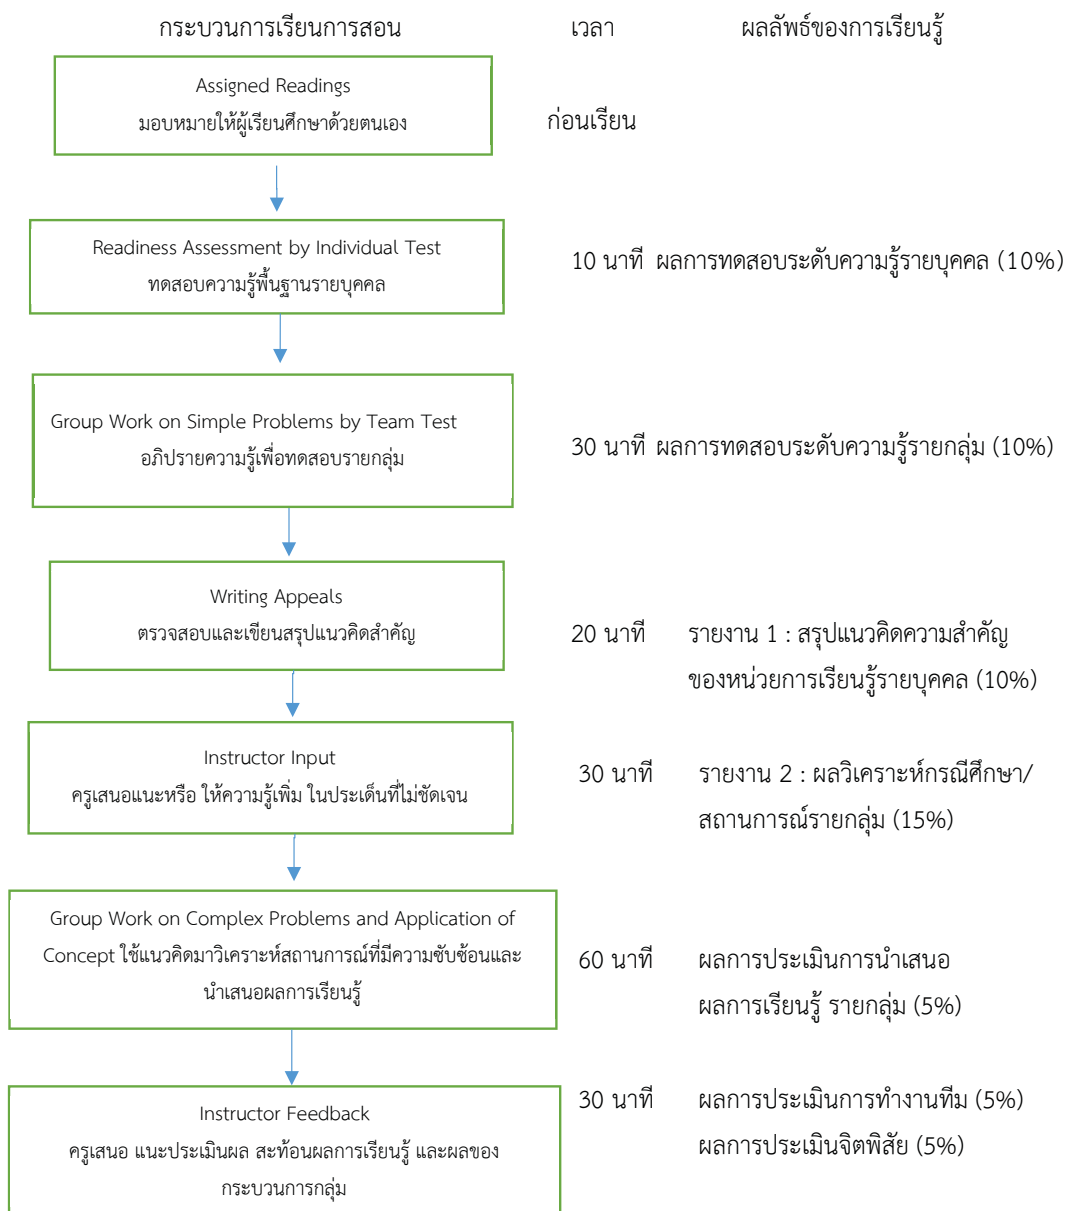 กระบวนการเรียนการสอน เวลา ผลลัพธ์ของการเรียนรู้
Assigned Readings
มอบหมายให้ผู้เรียนศึกษาด้วยตนเอง
ก่อนเรียน
Readiness Assessment by Individual Test
ทดสอบความรู้พื้นฐานรายบุคคล
10 นาที ผลการทดสอบระดับความรู้รายบุคคล (10%)
Group Work on Simple Problems by Team Test
อภิปรายความรู้เพื่อทดสอบรายกลุ่ม
30 นาที ผลการทดสอบระดับความรู้รายกลุ่ม (10%)
Writing Appeals
ตรวจสอบและเขียนสรุปแนวคิดสำคัญ
20 นาที รายงาน 1 : สรุปแนวคิดความสำคัญ
ของหน่วยการเรียนรู้รายบุคคล (10%)
Instructor Input
ครูเสนอแนะหรือ ให้ความรู้เพิ่ม ในประเด็นที่ไม่ชัดเจน
30 นาที รายงาน 2 : ผลวิเคราะห์กรณีศึกษา/
สถานการณ์รายกลุ่ม (15%)
Group Work on Complex Problems and Application of
Concept ใช้แนวคิดมาวิเคราะห์สถานการณ์ที่มีความซับซ้อนและ
นำเสนอผลการเรียนรู้
60 นาที ผลการประเมินการนำเสนอ
ผลการเรียนรู้ รายกลุ่ม (5%)
Instructor Feedback
ครูเสนอ แนะประเมินผล สะท้อนผลการเรียนรู้ และผลของ
กระบวนการกลุ่ม
30 นาที ผลการประเมินการทำงานทีม (5%)
ผลการประเมินจิตพิสัย (5%)